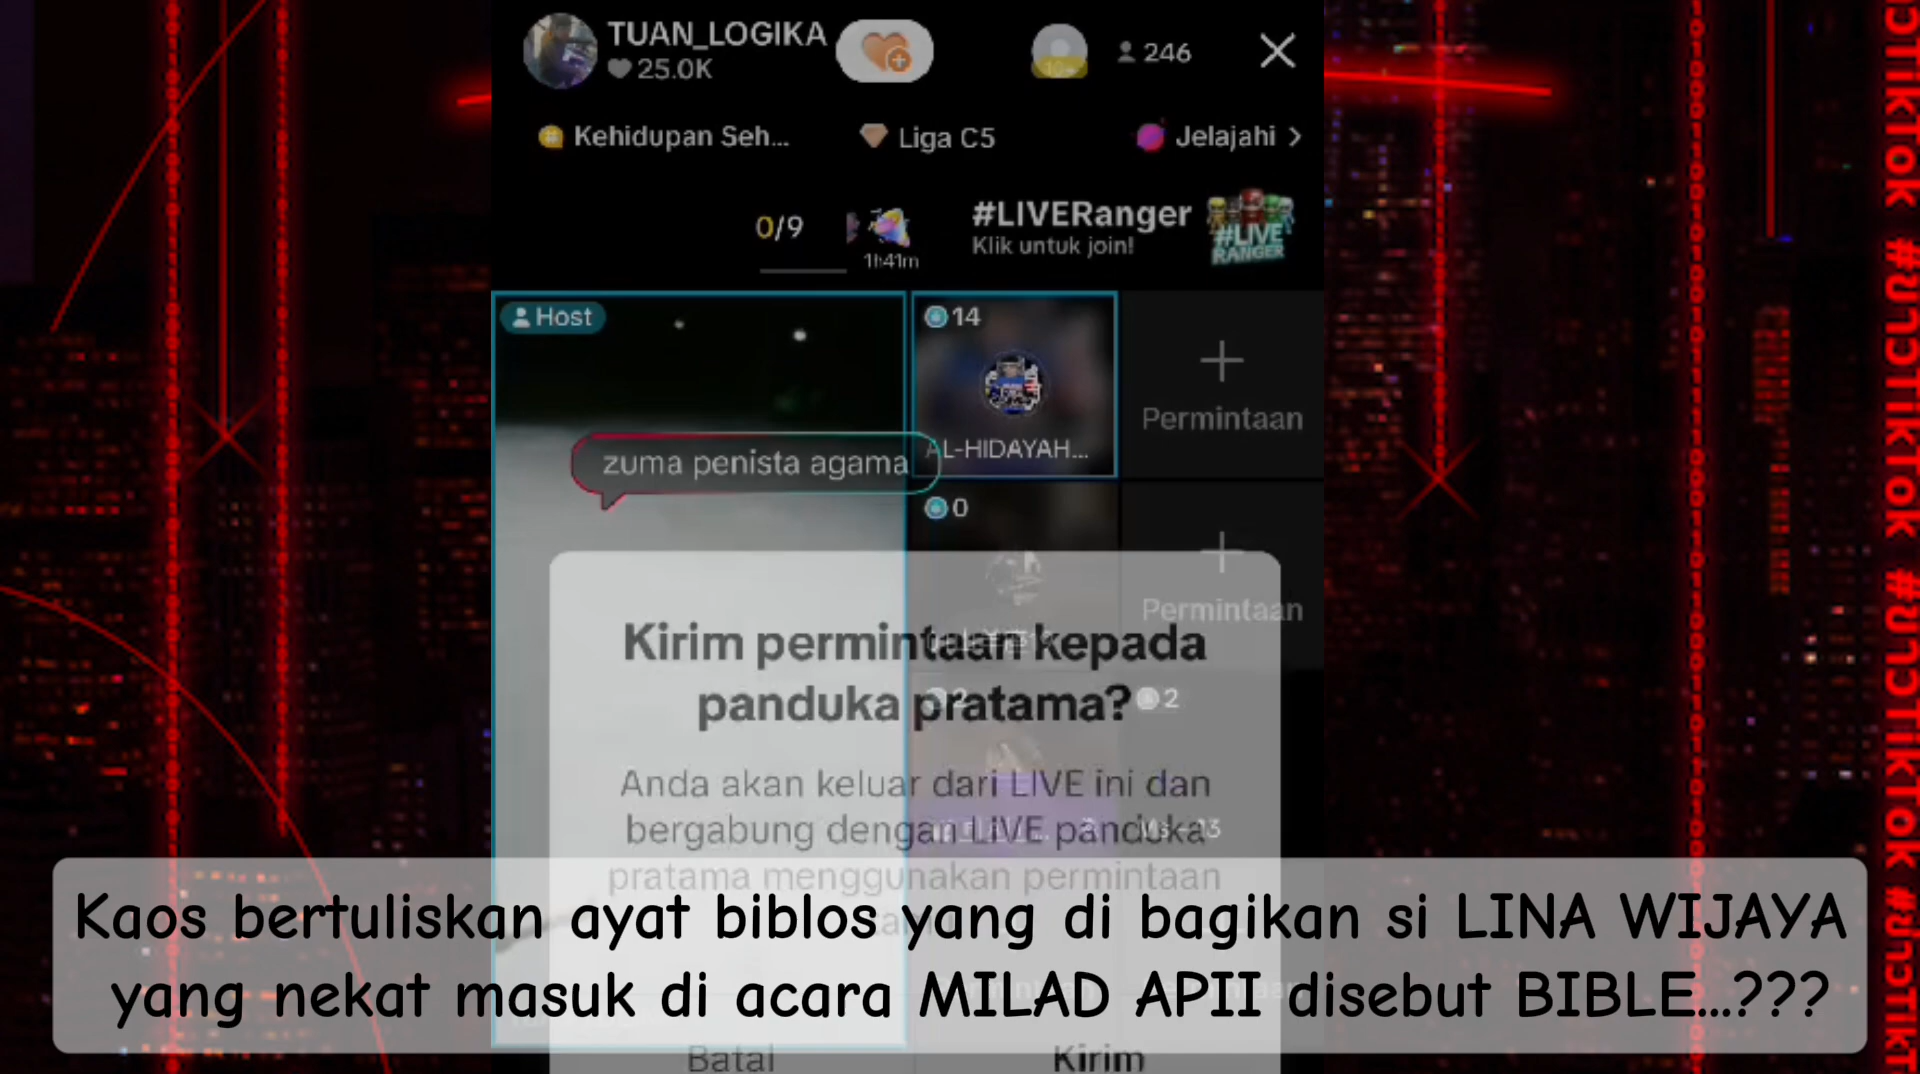 TUAN_LOGIKA
25.0K
246
Kehidupan Seh...
Liga C5
Jelajahi >
0/9
1h41m
#LIVERanger
Klik untuk join!
#LIVE
RANGER
Host
14
AL-HIDAYAH...
Permintaan
zuma penista agama
0
Permintaan
Kirim permintaan kepada
panduka pratama?
2
Anda akan keluar dari LIVE ini dan
bergabung dengan LIVE panduka
pratama menggunakan permintaan
Kaos bertuliskan ayat biblos yang di bagikan si LINA WIJAYA
yang nekat masuk di acara MILAD APII disebut BIBLE...???
Batal
Kirim